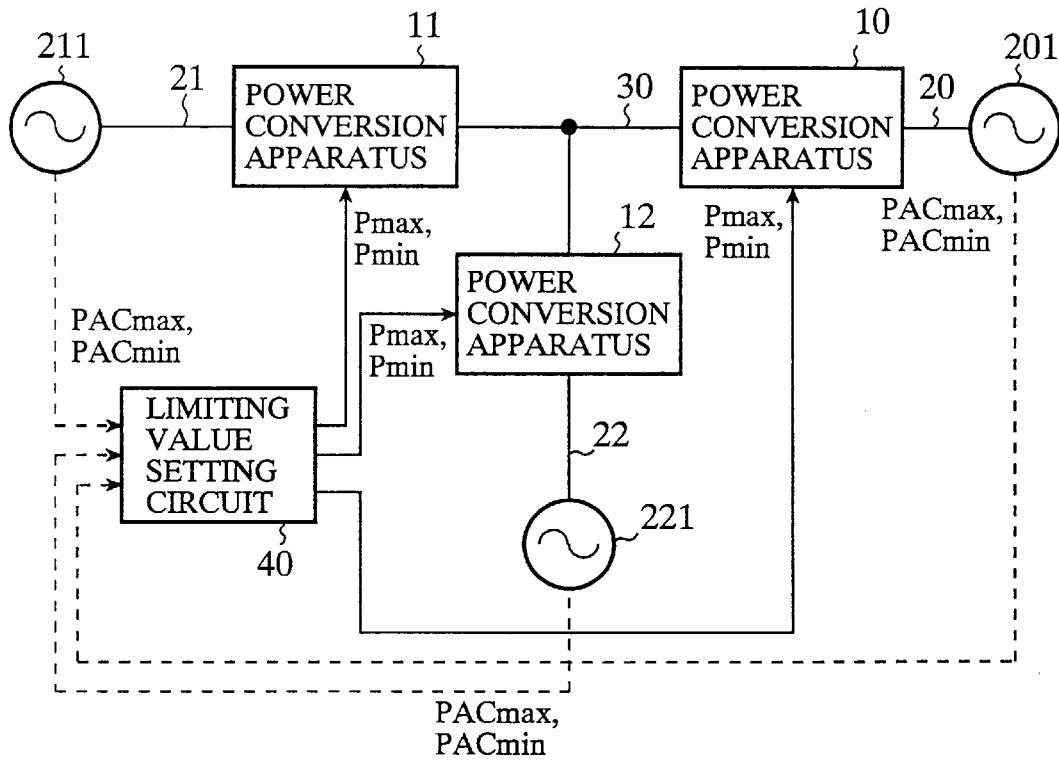 211
21
11
POWER
CONVERSION
APPARATUS
30
10
POWER
CONVERSION
APPARATUS
20
201
Pmax,
Pmin
12
POWER
CONVERSION
APPARATUS
Pmax,
Pmin
PACmax,
PACmin
PACmax,
PACmin
Pmax,
Pmin
LIMITING
VALUE
SETTING
CIRCUIT
40
22
221
PACmax,
PACmin